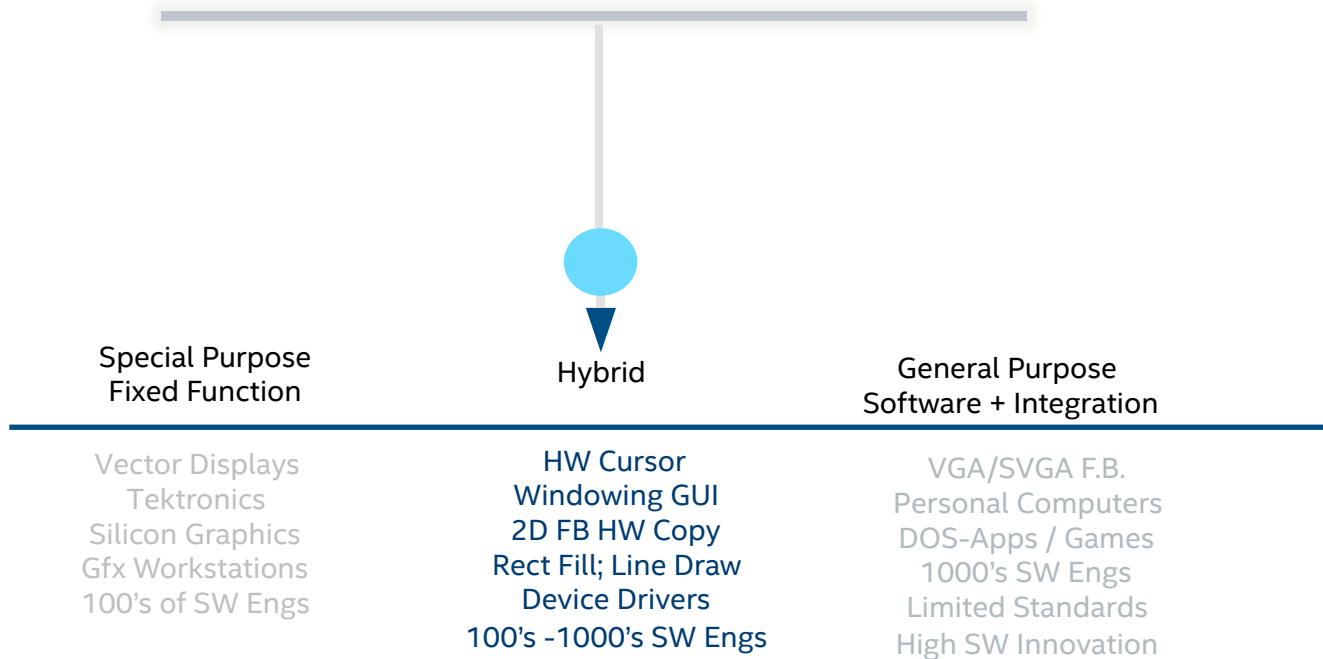 Special Purpose
Fixed Function
Hybrid
General Purpose
Software + Integration
Vector Displays
Tektronics
Silicon Graphics
Gfx Workstations
100's of SW Engs
HW Cursor
Windowing GUI
2D FB HW Copy
Rect Fill; Line Draw
Device Drivers
100's -1000's SW Engs
VGA/SVGA F.B.
Personal Computers
DOS-Apps / Games
1000's SW Engs
Limited Standards
High SW Innovation